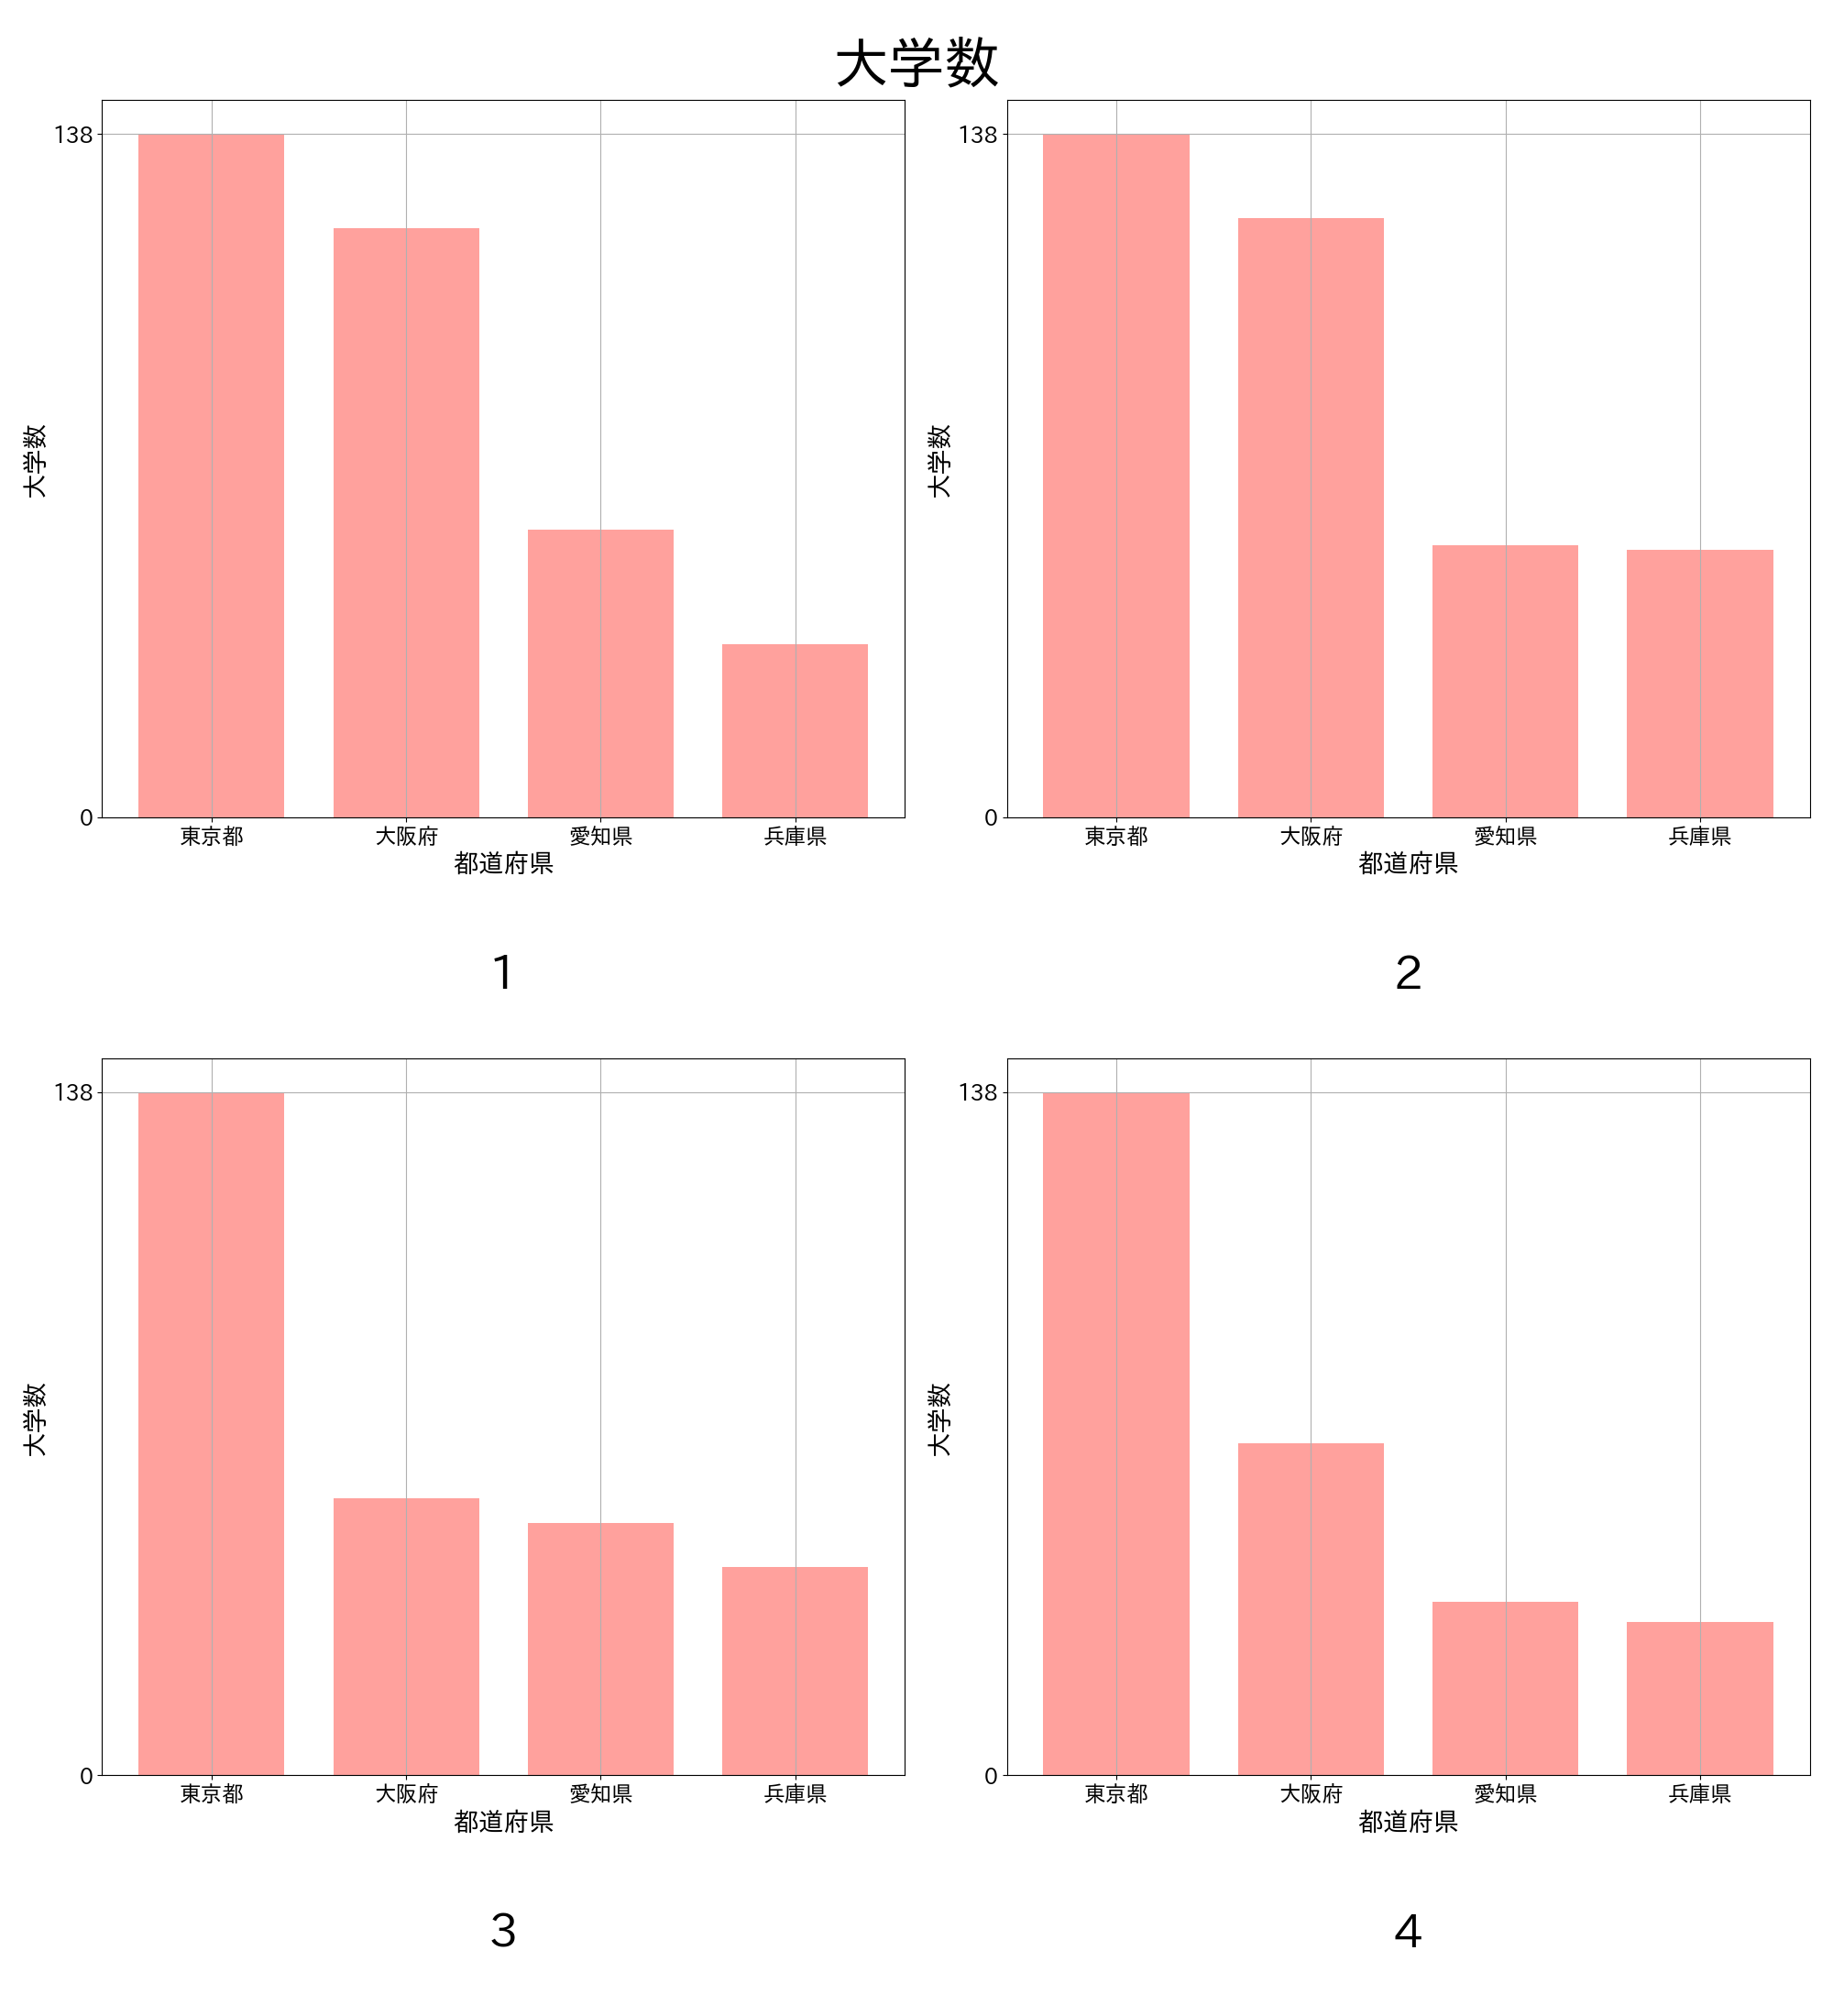 大学数
138
0
大学数
東京都 大阪府 愛知県 兵庫県
都道府県
1
138
0
大学数
東京都 大阪府 愛知県 兵庫県
都道府県
2
138
0
大学数
東京都 大阪府 愛知県 兵庫県
都道府県
3
138
0
大学数
東京都 大阪府 愛知県 兵庫県
都道府県
4